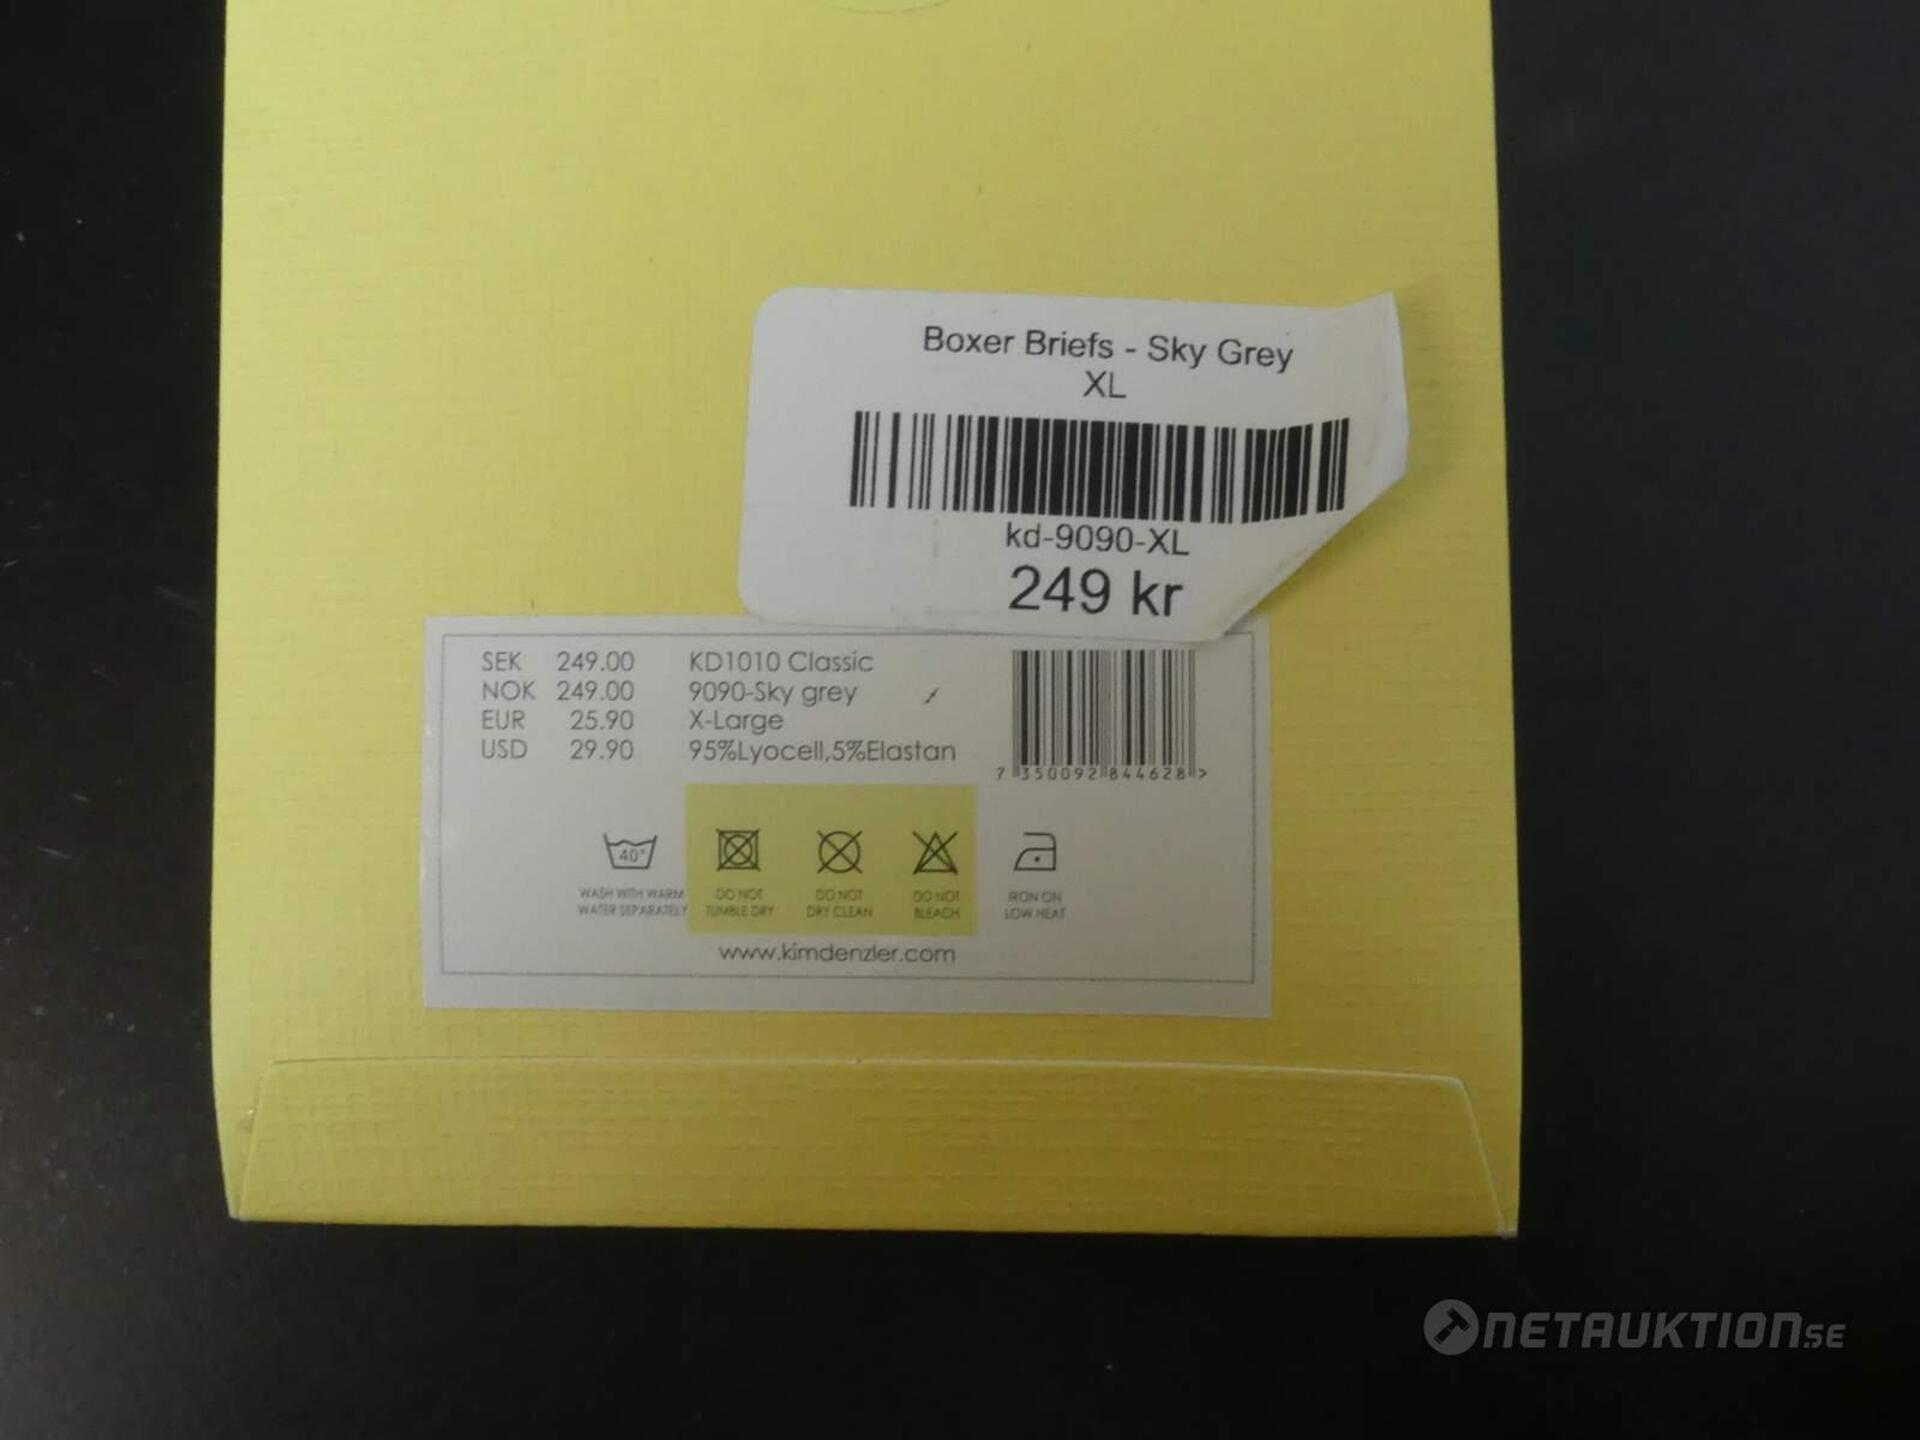 Boxer Briefs - Sky Grey
XL
kd-9090-XL
249 kr
SEK 249.00 KD1010 Classic
NOK 249.00 9090-Sky grey
EUR 25.90 X-Large
USD 29.90 95%Lyocell,5%Elastan
7 350092 844628 >
40°
WASH WITH WARM
WATER SEPARATELY
DO NOT
TUMBLE DRY
DO NOT
DRY CLEAN
DO NOT
BLEACH
IRON ON
LOW HEAT
www.kimdenzler.com
NETAUKTION.SE